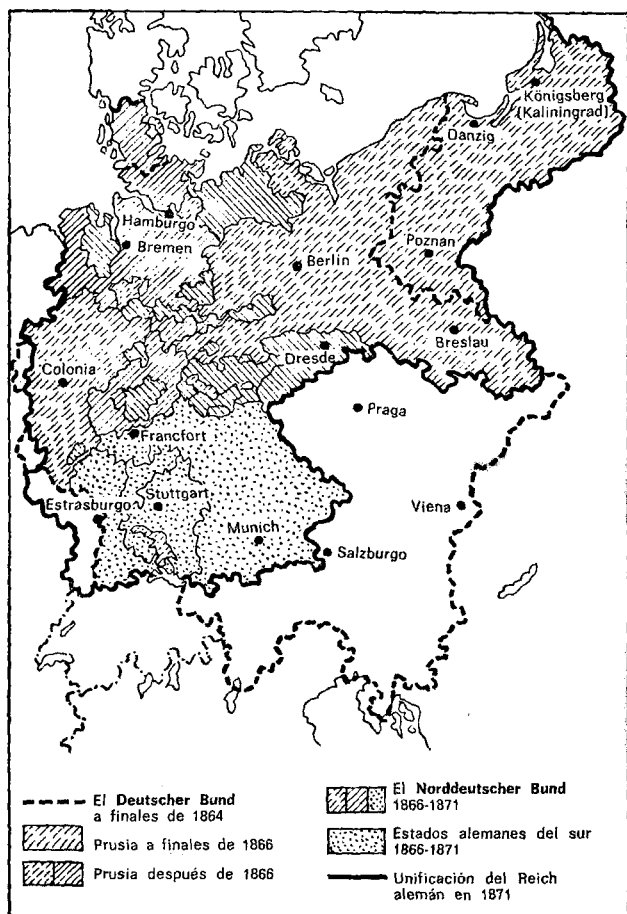 Königsberg
(Kaliningrad)
Danzig
Hamburgo
Bremen
Berlin
Poznan
Breslau
Dresde
Colonia
Praga
Francfort
Estrasburgo
Stuttgart
Viena
Munich
Salzburgo
El Deutscher Bund
a finales de 1864
Prusia a finales de 1866
Prusia después de 1866
El Norddeutscher Bund
1866-1871
Estados alemanes del sur
1866-1871
Unificación del Reich
alemán en 1871